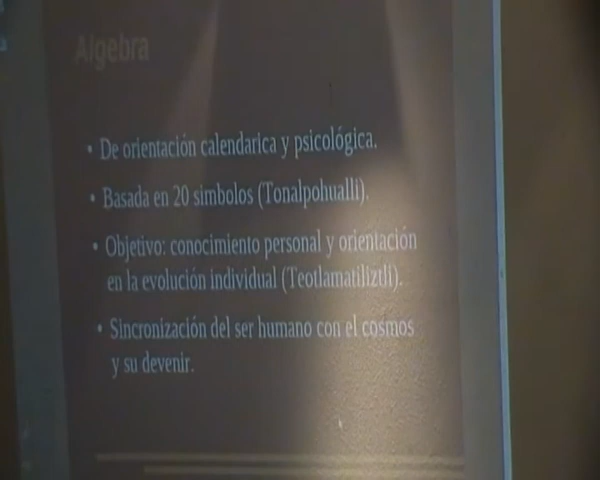 Algebra
• De orientación calendarica y psicológica.
• Basada en 20 simbolos (Tonalpohualli).
• Objetivo: conocimiento personal y orientación
en la evolución individual (Teotlamatiliztli).
• Sincronización del ser humano con el cosmos
y su devenir.